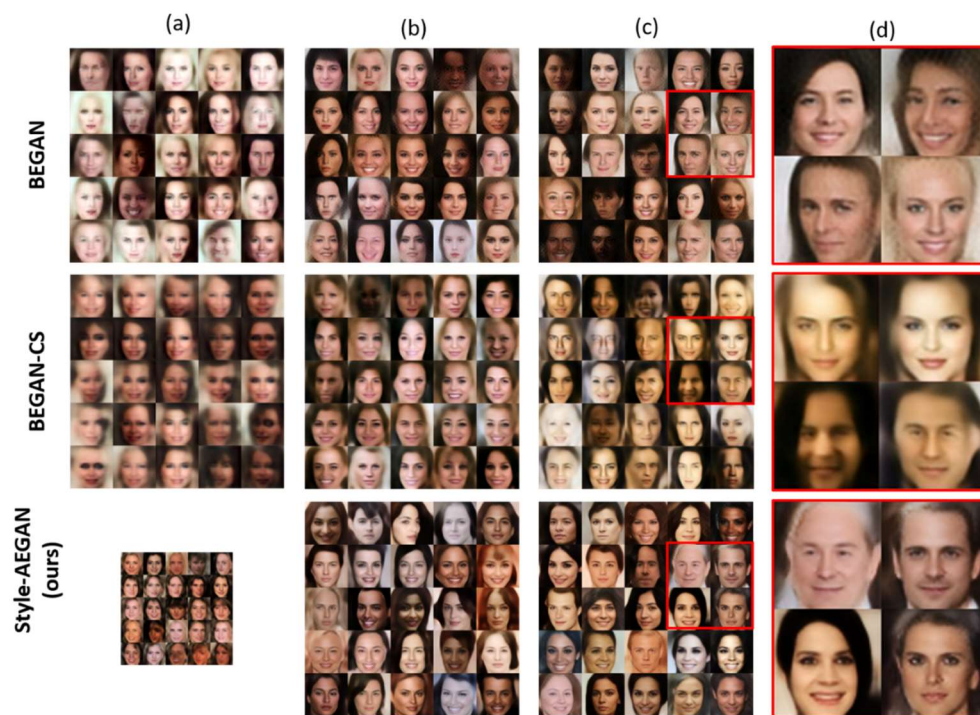 (a)
(b)
(c)
(d)
BEGAN
BEGAN-CS
Style-AEGAN
(ours)